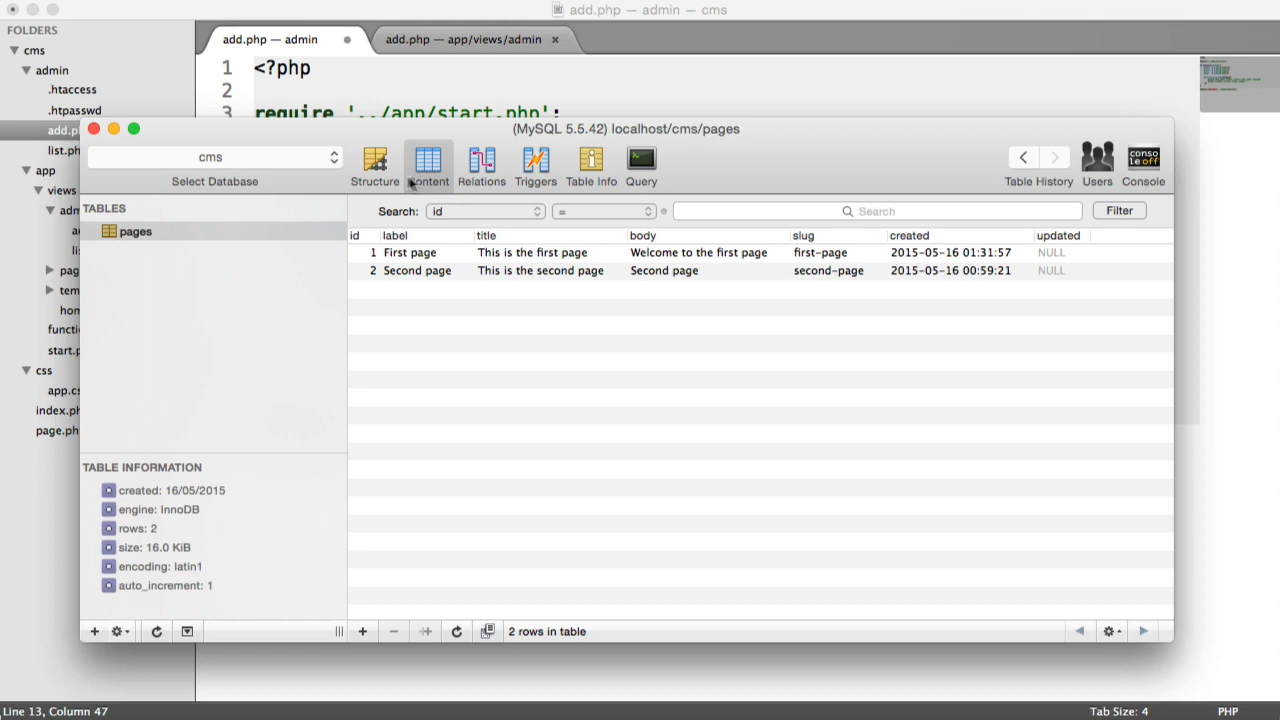 add.php — admin — cms
FOLDERS
cms
admin
.htaccess
.htpasswd
add.p
list.ph
app
views
adm
a
li
pag
tem
hom
functi
start.p
css
app.cs
index.ph
page.ph
add.php — admin
add.php — app/views/admin
1 <?php
2
3 require '../app/start.php';
(MySQL 5.5.42) localhost/cms/pages
cms
Select Database
Structure
Content
Relations
Triggers
Table Info
Query
Table History
Users
conso
le off
Console
TABLES
pages
Search: id = Search Filter
id label title body slug created updated
1 First page This is the first page Welcome to the first page first-page 2015-05-16 01:31:57 NULL
2 Second page This is the second page Second page second-page 2015-05-16 00:59:21 NULL
TABLE INFORMATION
created: 16/05/2015
engine: InnoDB
rows: 2
size: 16.0 KiB
encoding: latin1
auto_increment: 1
2 rows in table
Line 13, Column 47
Tab Size: 4
PHP